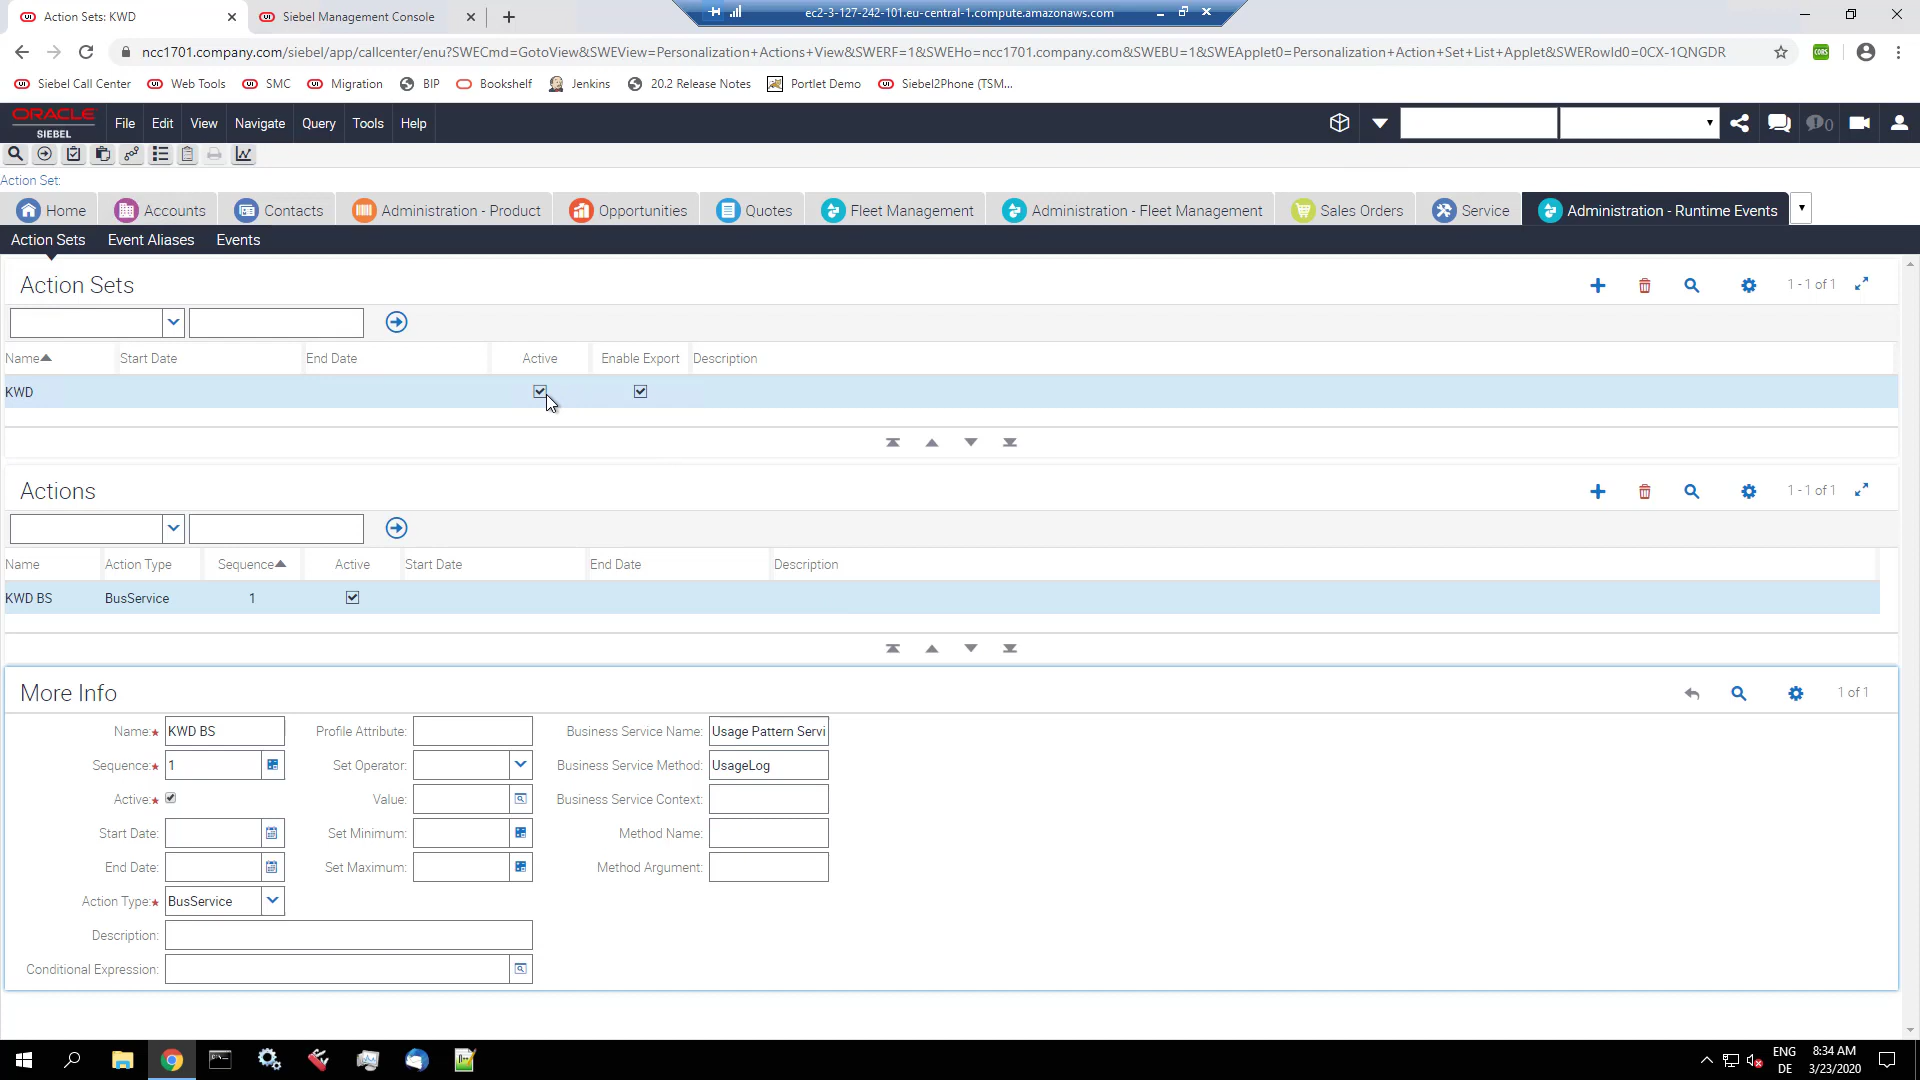 Action Sets: KWD
Siebel Management Console
ec2-3-127-242-101.eu-central-1.compute.amazonaws.com
ncc1701.company.com/siebel/app/callcenter/enu?SWECmd=GotoView&SWEView=Personalization+Actions+View&SWERF=1&SWEHo=ncc1701.company.com&SWEBU=1&SWEApplet0=Personalization+Action+Set+List+Applet&SWERowId0=0CX-1QNGDR
CORS
Siebel Call Center
Web Tools
SMC
Migration
BIP
Bookshelf
Jenkins
20.2 Release Notes
Portlet Demo
Siebel2Phone (TSM...
ORACLE
SIEBEL
File
Edit
View
Navigate
Query
Tools
Help
0
Action Set:
Home
Accounts
Contacts
Administration - Product
Opportunities
Quotes
Fleet Management
Administration - Fleet Management
Sales Orders
Service
Administration - Runtime Events
Action Sets
Event Aliases
Events
Action Sets
1 - 1 of 1
Name
Start Date
End Date
Active
Enable Export
Description
KWD
Actions
1 - 1 of 1
Name
Action Type
Sequence
Active
Start Date
End Date
Description
KWD BS
BusService
1
More Info
1 of 1
Name:* KWD BS
Profile Attribute:
Business Service Name: Usage Pattern Servi
Sequence:* 1
Set Operator:
Business Service Method: UsageLog
Active:*
Value:
Business Service Context:
Start Date:
Set Minimum:
Method Name:
End Date:
Set Maximum:
Method Argument:
Action Type:* BusService
Description:
Conditional Expression:
ENG
DE
8:34 AM
3/23/2020